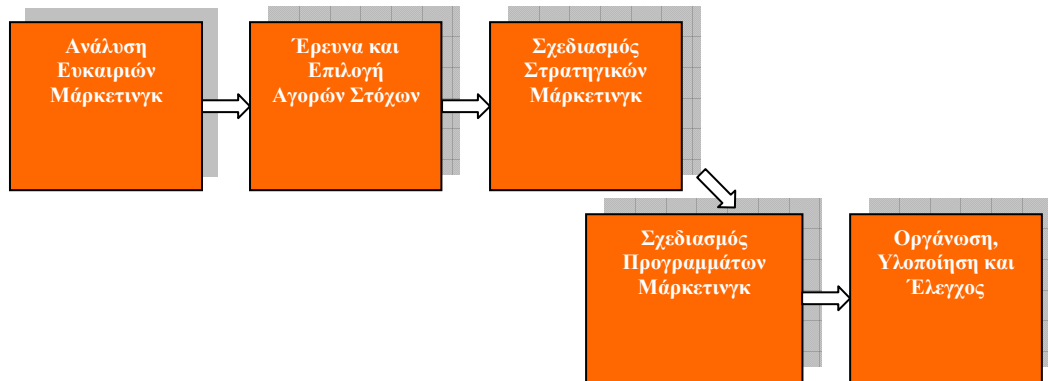 Ανάλυση
Ευκαιριών
Μάρκετινγκ
Έρευνα και
Επιλογή
Αγορών Στόχων
Σχεδιασμός
Στρατηγικών
Μάρκετινγκ
Σχεδιασμός
Προγραμμάτων
Μάρκετινγκ
Οργάνωση,
Υλοποίηση και
Έλεγχος